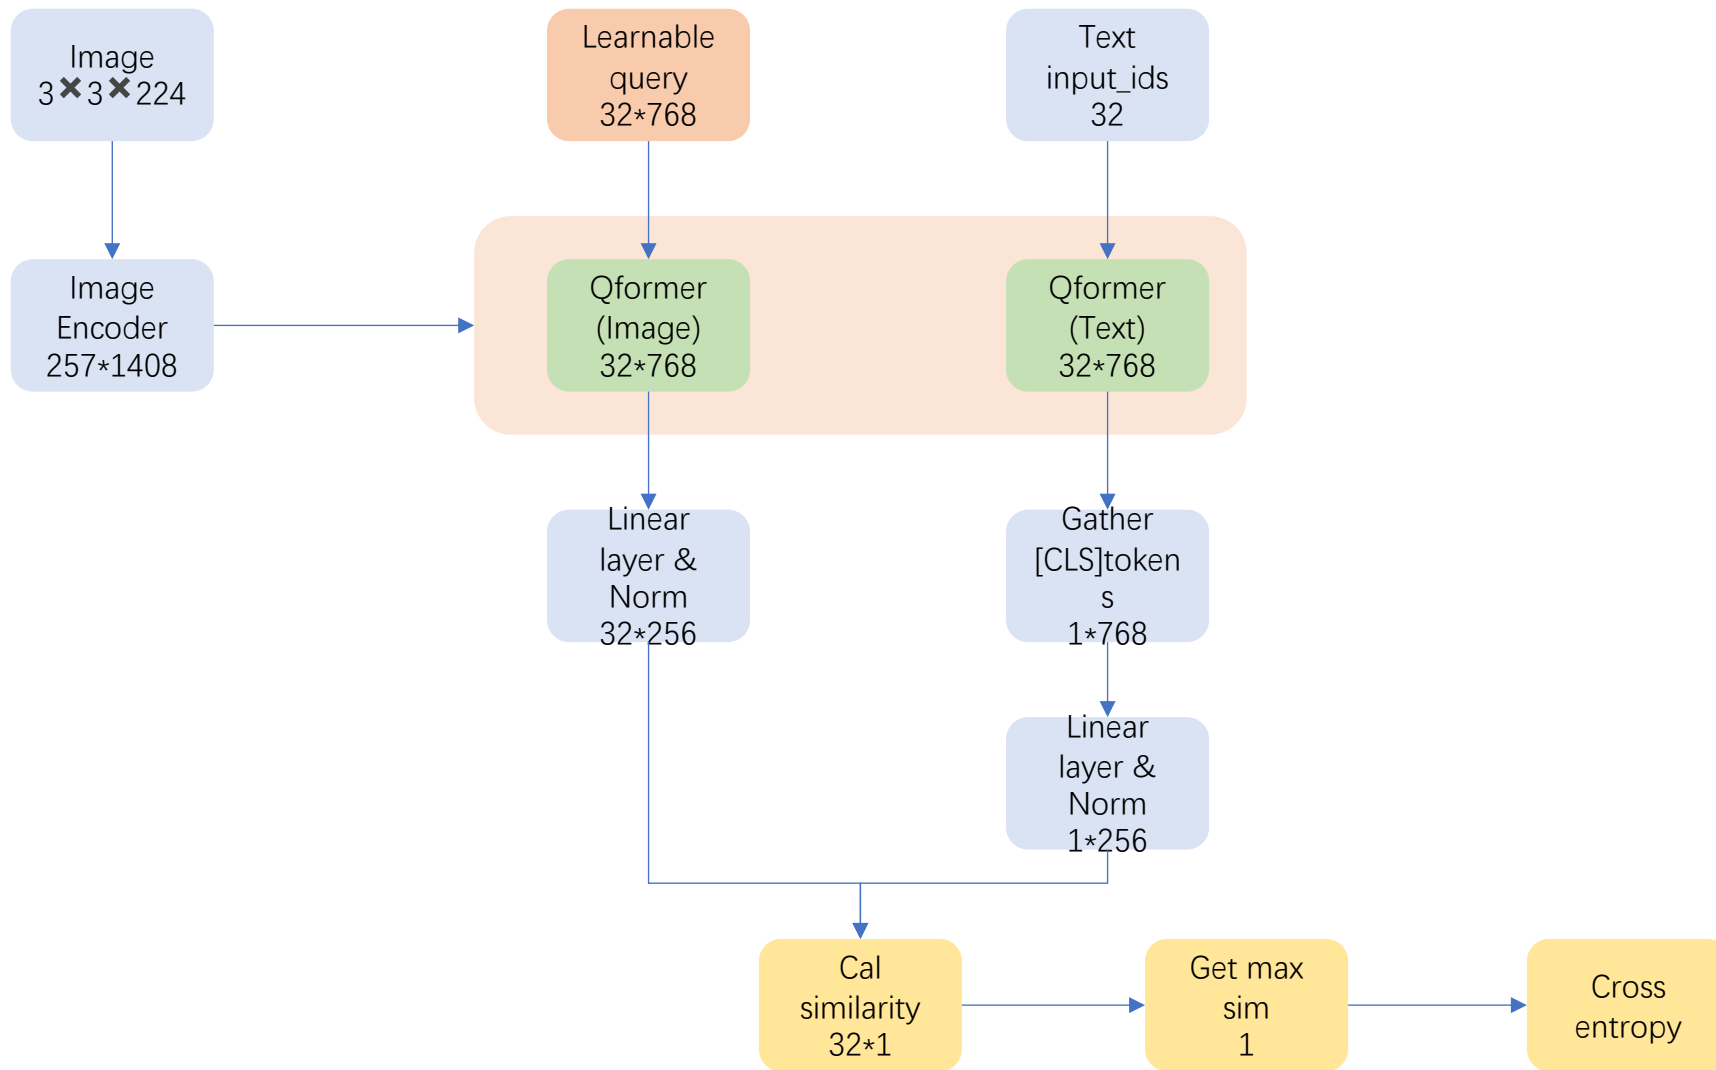 Image
3✖3✖224
Learnable
query
32*768
Text
input_ids
32
Image
Encoder
257*1408
Qformer
(Image)
32*768
Qformer
(Text)
32*768
Linear
layer &
Norm
32*256
Gather
[CLS]token
s
1*768
Linear
layer &
Norm
1*256
Cal
similarity
32*1
Get max
sim
1
Cross
entropy